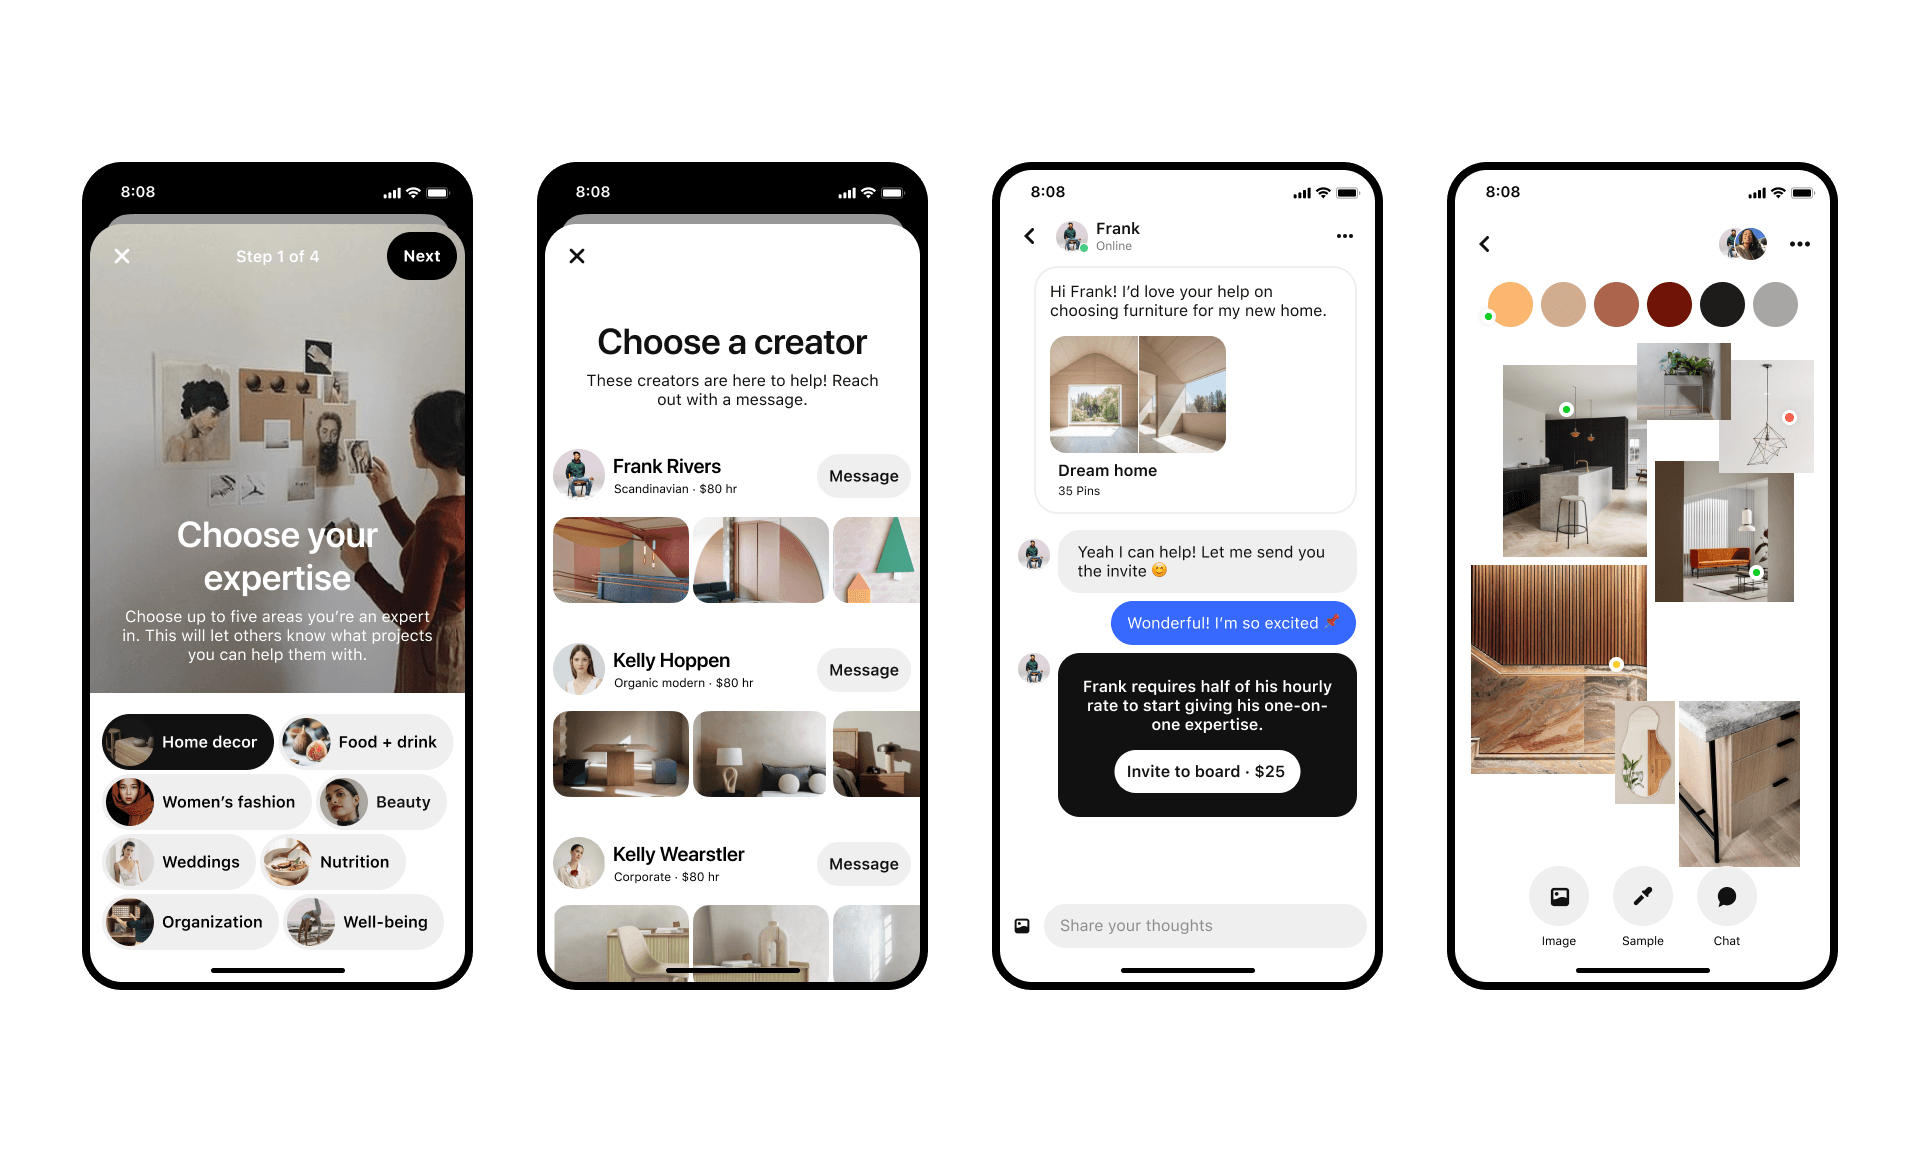 8:08
Step 1 of 4
Next
Choose your
expertise
Choose up to five areas you're an expert
in. This will let others know what projects
you can help them with.
Home decor
Food + drink
Women's fashion
Beauty
Weddings
Nutrition
Organization
Well-being
8:08
Choose a creator
These creators are here to help! Reach
out with a message.
Frank Rivers
Scandinavian · $80 hr
Message
Kelly Hoppen
Organic modern · $80 hr
Message
Kelly Wearstler
Corporate · $80 hr
Message
8:08
Frank
Online
Hi Frank! I'd love your help on
choosing furniture for my new home.
Dream home
35 Pins
Yeah I can help! Let me send you
the invite 😊
Wonderful! I'm so excited 📌
Frank requires half of his hourly
rate to start giving his one-on-
one expertise.
Invite to board · $25
Share your thoughts
8:08
Image
Sample
Chat